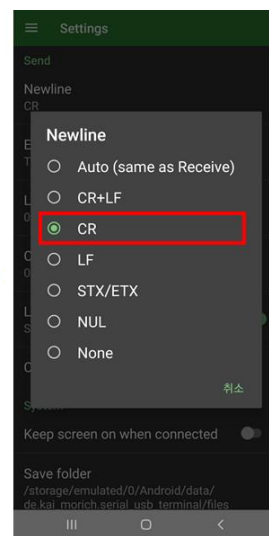 Settings
Send
Newline
CR
Newline
Auto (same as Receive)
CR+LF
CR
LF
STX/ETX
NUL
None
취소
Keep screen on when connected
Save folder
/storage/emulated/0/Android/data/
de.kai_morich.serial_usb_terminal/files